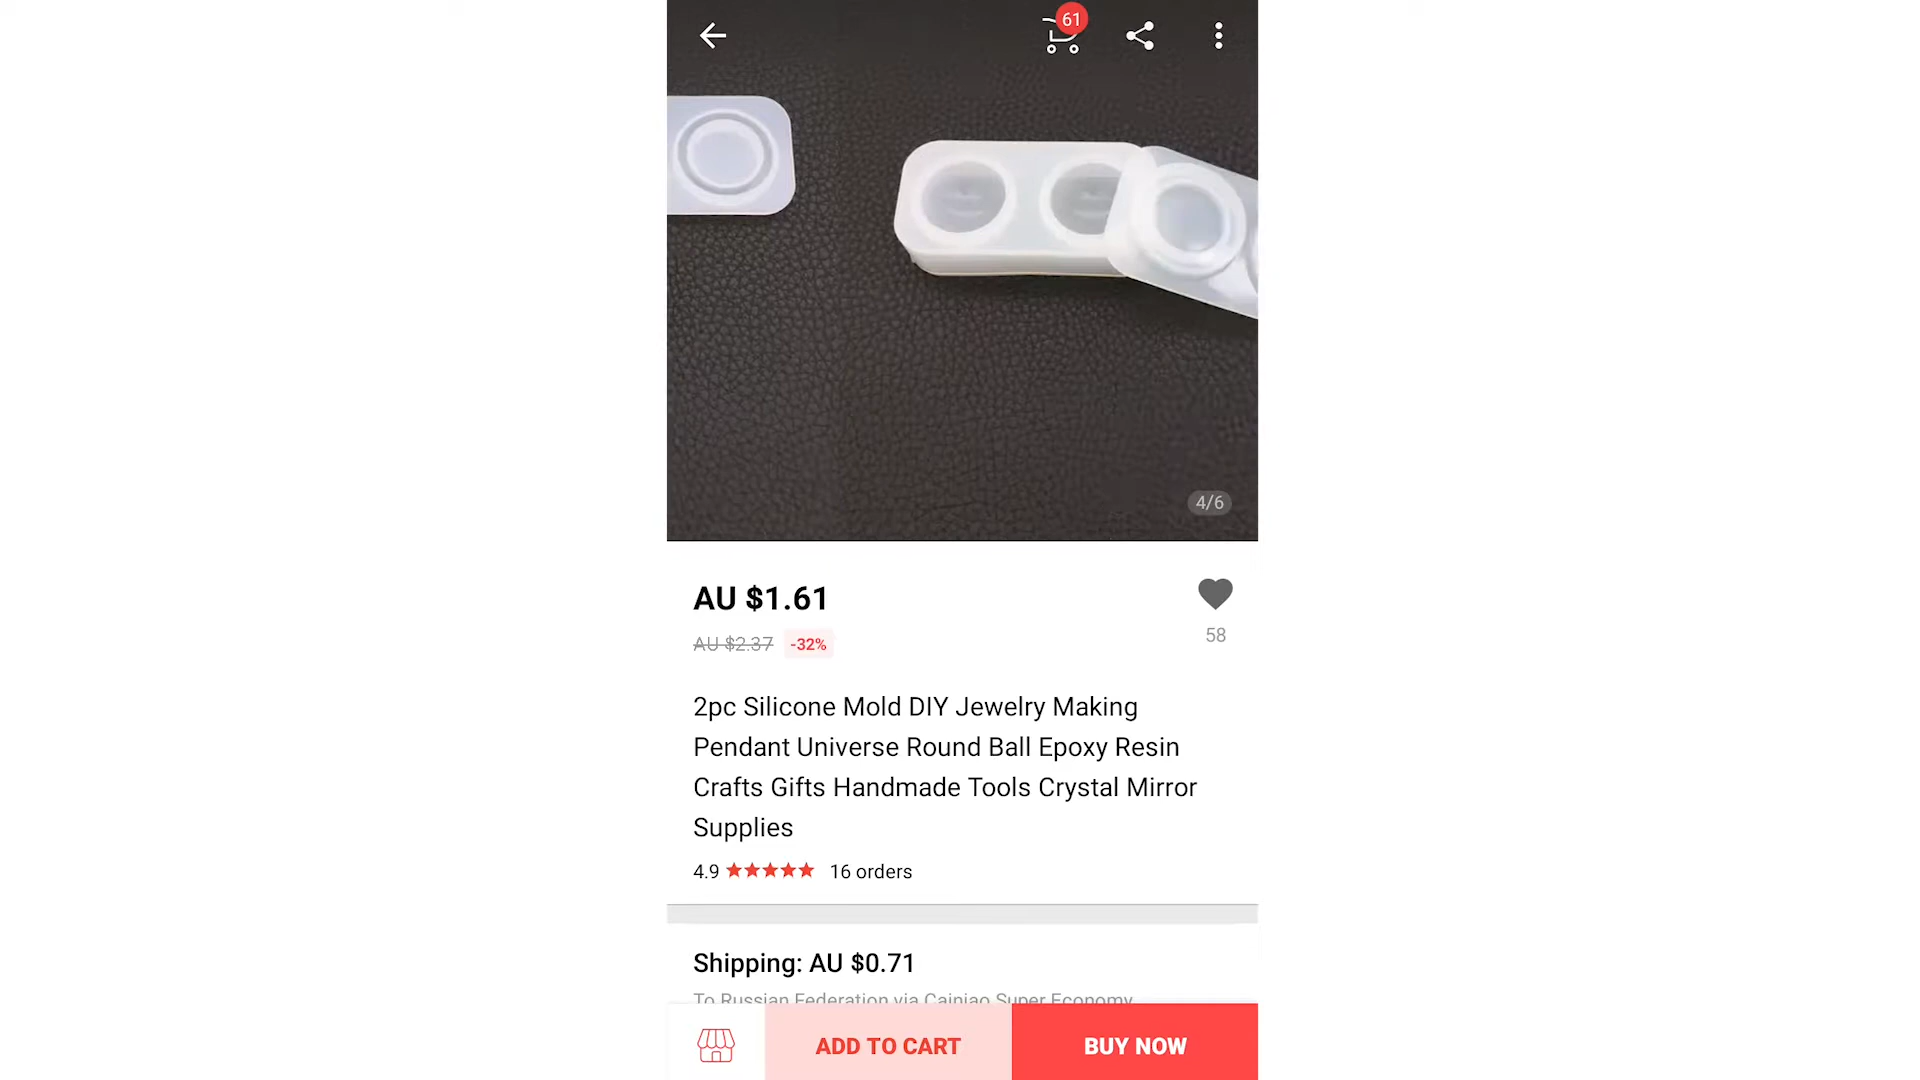 61
4/6
AU $1.61
AU $2.37 -32%
58
2pc Silicone Mold DIY Jewelry Making
Pendant Universe Round Ball Epoxy Resin
Crafts Gifts Handmade Tools Crystal Mirror
Supplies
4.9 16 orders
Shipping: AU $0.71
To Russian Federation via Cainiao Super Economy
ADD TO CART
BUY NOW